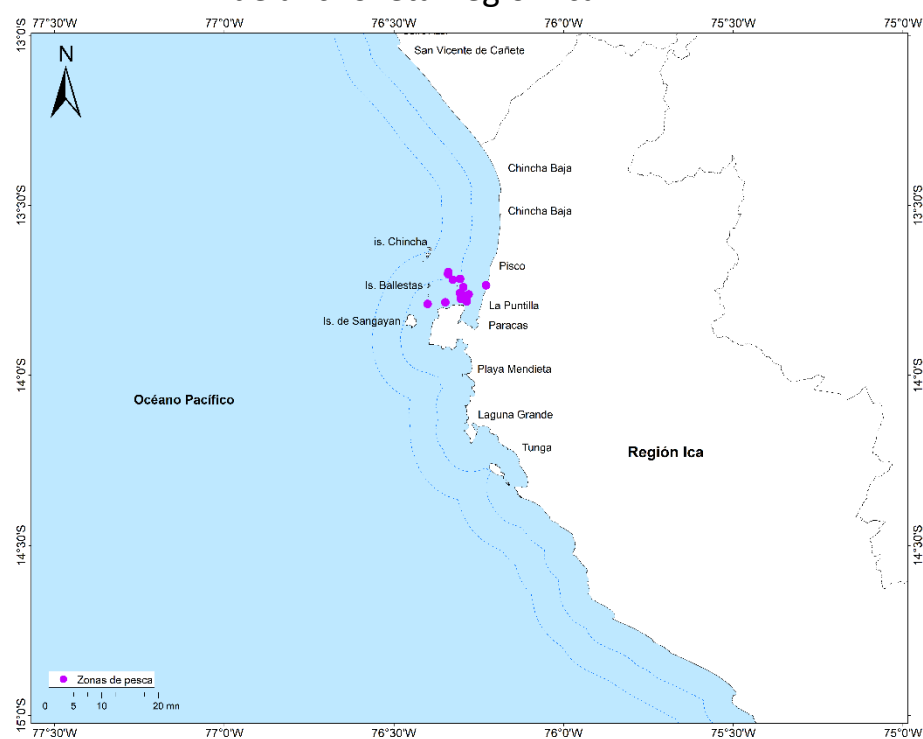 77°30'W 77°0'W 76°30'W 76°0'W 75°30'W 75°0'W
13°0'S 13°0'S
N
San Vicente de Cañete
Chincha Baja
13°30'S 13°30'S
Chincha Baja
is. Chincha
Pisco
Is. Ballestas
La Puntilla
Is. de Sangayan
Paracas
14°0'S 14°0'S
Playa Mendieta
Océano Pacífico
Laguna Grande
Tunga
Región Ica
14°30'S 14°30'S
Zonas de pesca
0 5 10 20 mn
15°0'S 15°0'S
77°30'W 77°0'W 76°30'W 76°0'W 75°30'W 75°0'W